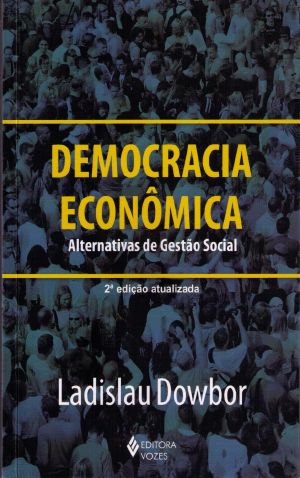 DEMOCRACIA
ECONÔMICA
Alternativas de Gestão Social
2ª edição atualizada
Ladislau Dowbor
EDITORA
VOZES